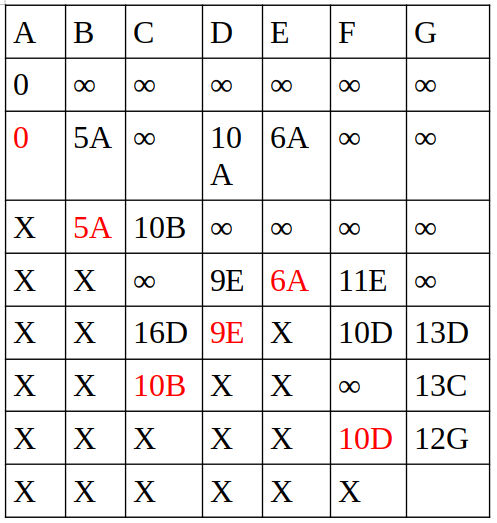 A B C D E F G
0 ∞ ∞ ∞ ∞ ∞ ∞
0 5A ∞ 10 A 6A ∞ ∞
X 5A 10B ∞ ∞ ∞ ∞
X X ∞ 9E 6A 11E ∞
X X 16D 9E X 10D 13D
X X 10B X X ∞ 13C
X X X X X 10D 12G
X X X X X X